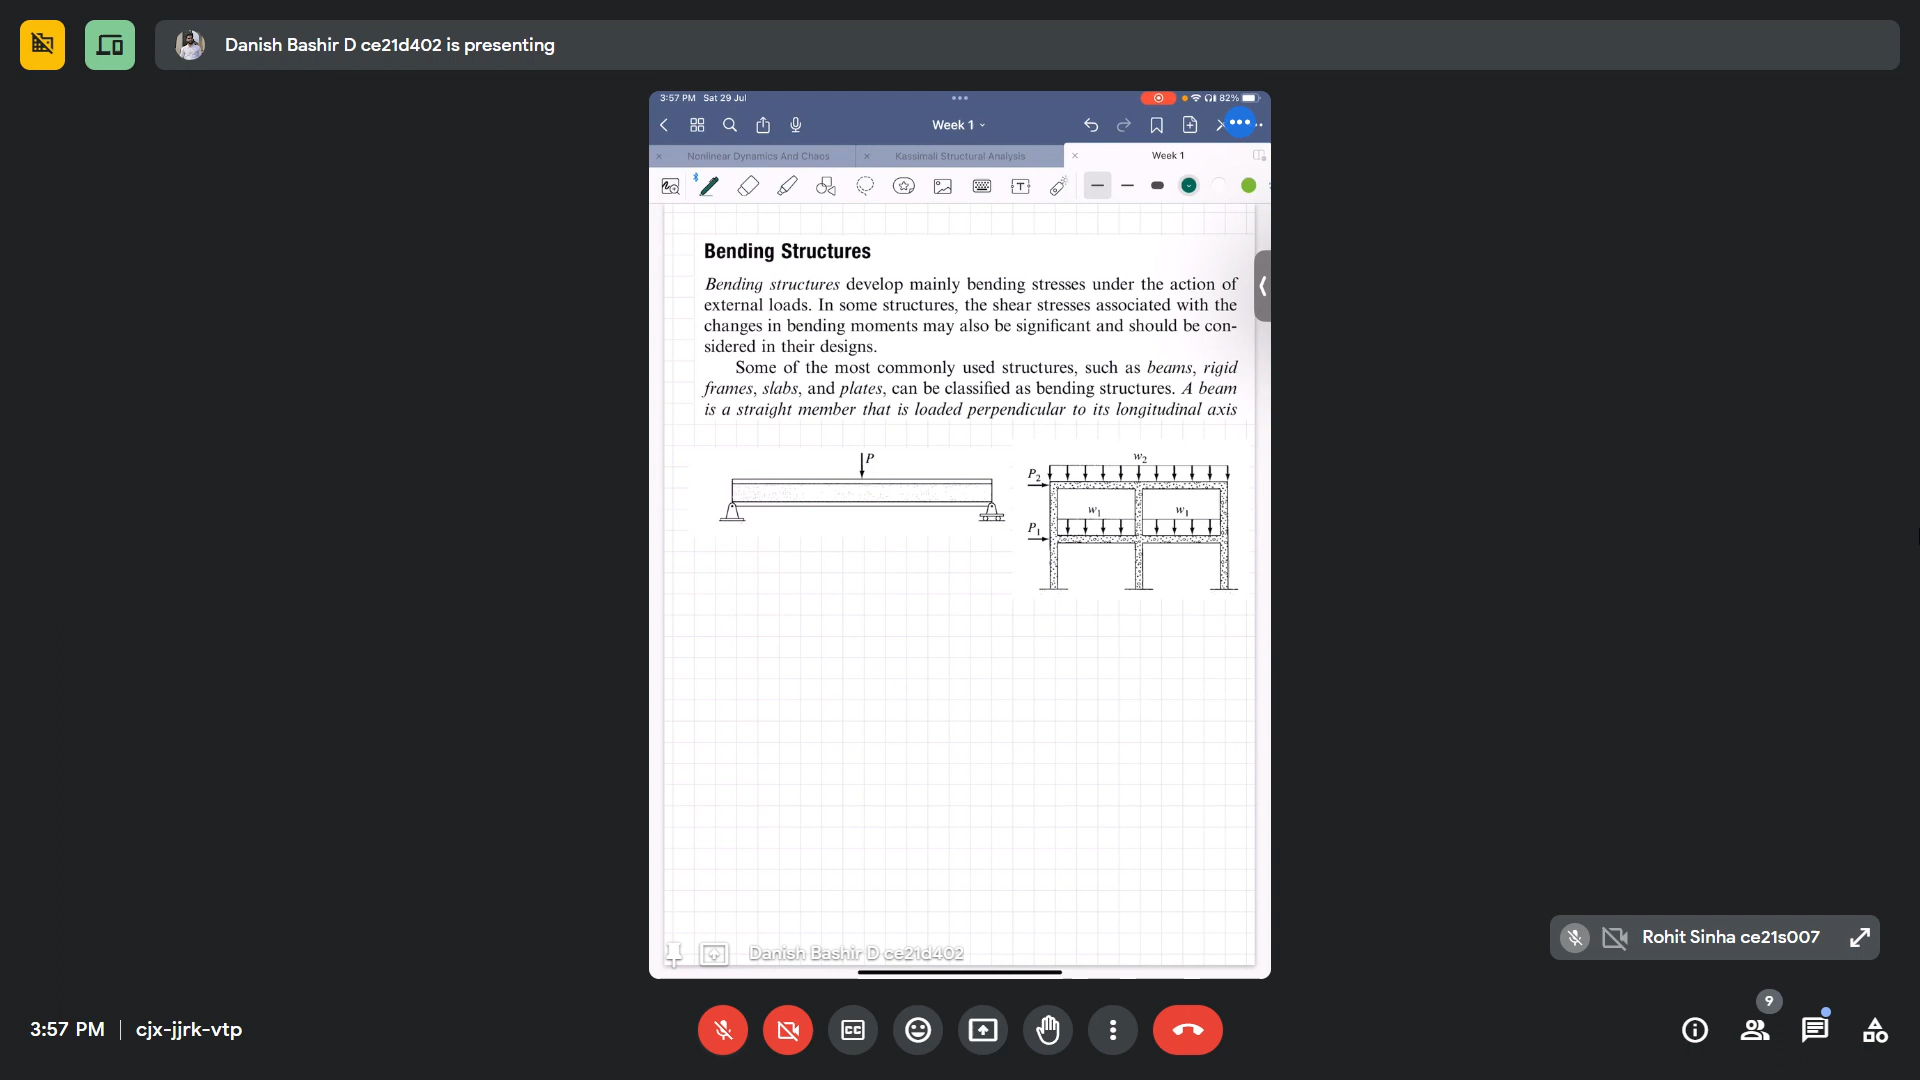 Danish Bashir D ce21d402 is presenting
3:57 PM Sat 29 Jul
82%
Week 1
Nonlinear Dynamics And Chaos
Kassimali Structural Analysis
Week 1
Bending Structures
Bending structures develop mainly bending stresses under the action of
external loads. In some structures, the shear stresses associated with the
changes in bending moments may also be significant and should be con-
sidered in their designs.
Some of the most commonly used structures, such as beams, rigid
frames, slabs, and plates, can be classified as bending structures. A beam
is a straight member that is loaded perpendicular to its longitudinal axis
P
w2
P2
w1 w1
P1
Danish Bashir D ce21d402
Rohit Sinha ce21s007
3:57 PM | cjx-jjrk-vtp
CC
9